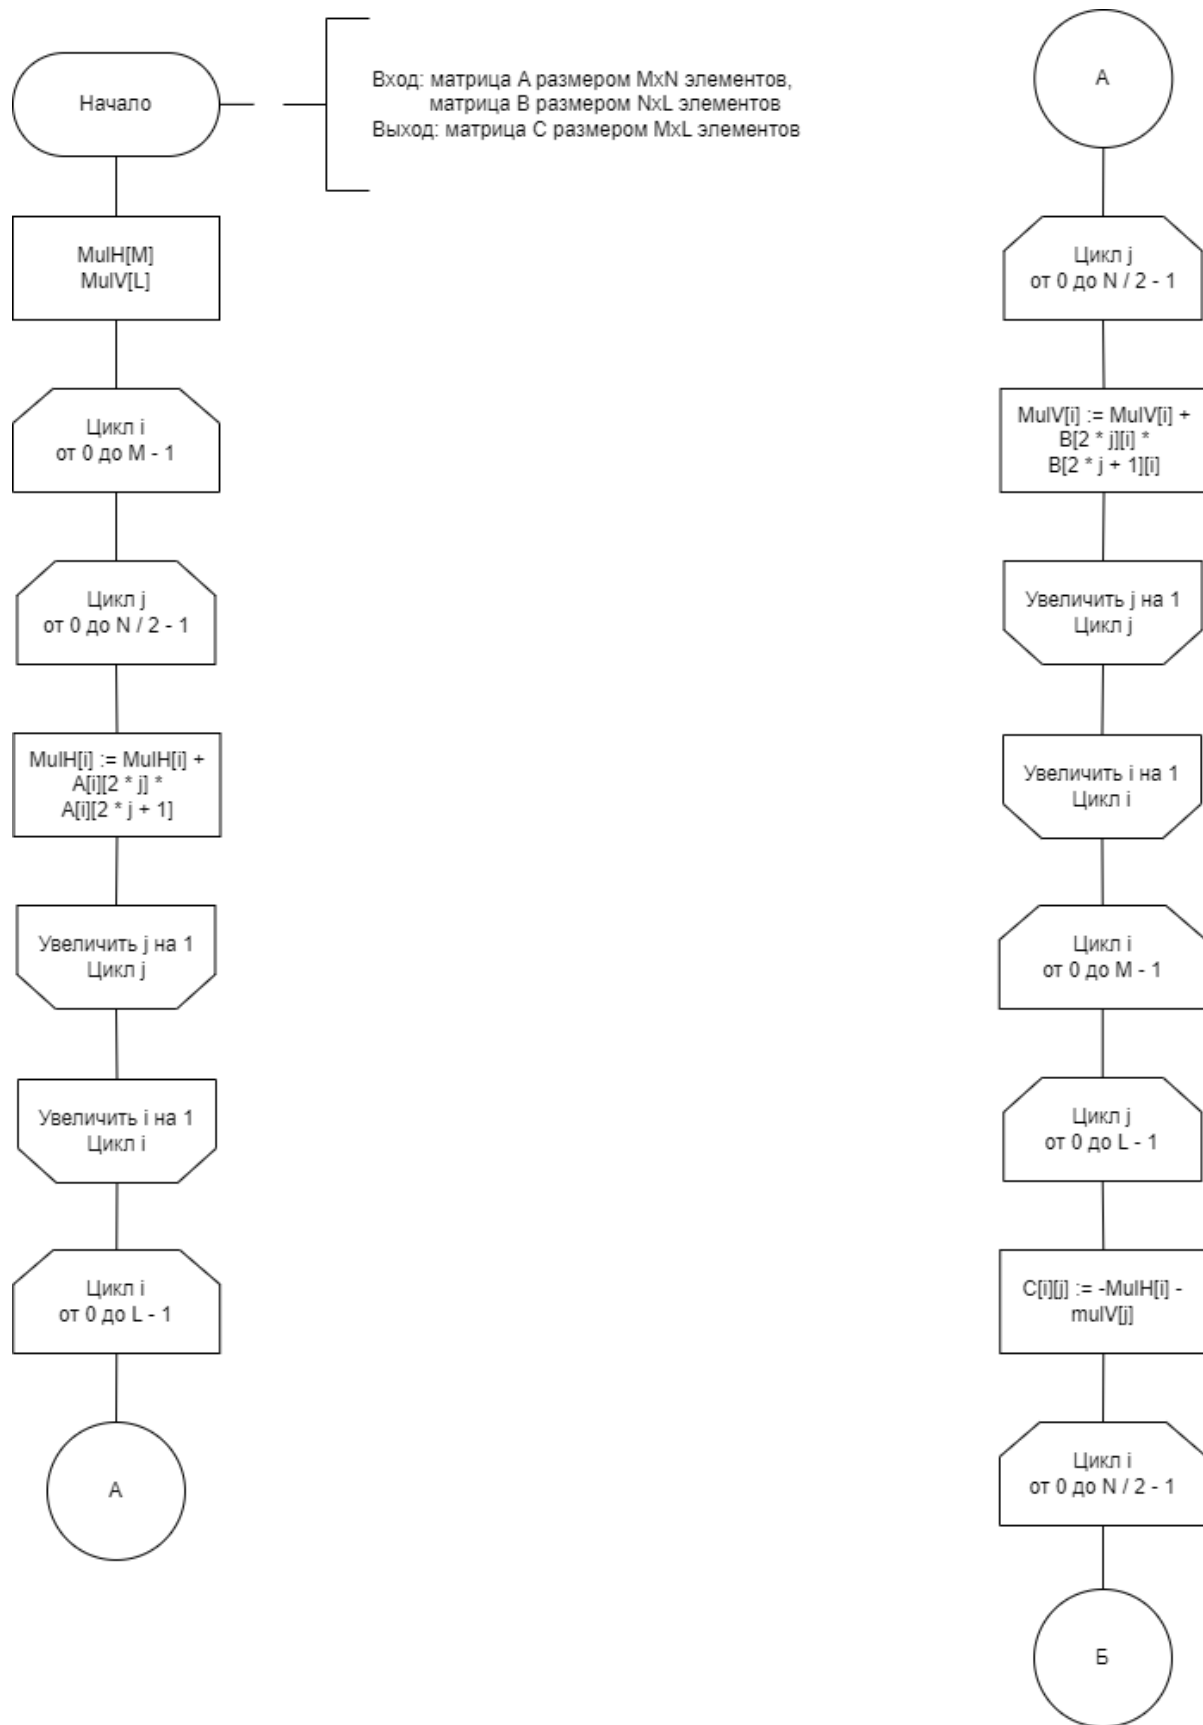 Начало
Вход: матрица А размером MxN элементов,
матрица В размером NxL элементов
Выход: матрица С размером MxL элементов
MulH[M]
MulV[L]
Цикл i
от 0 до M - 1
Цикл j
от 0 до N / 2 - 1
MulH[i] := MulH[i] +
A[i][2 * j] *
A[i][2 * j + 1]
Увеличить j на 1
Цикл j
Увеличить i на 1
Цикл i
Цикл i
от 0 до L - 1
А
А
Цикл j
от 0 до N / 2 - 1
MulV[i] := MulV[i] +
B[2 * j][i] *
B[2 * j + 1][i]
Увеличить j на 1
Цикл j
Увеличить i на 1
Цикл i
Цикл i
от 0 до M - 1
Цикл j
от 0 до L - 1
C[i][j] := -MulH[i] -
mulV[j]
Цикл i
от 0 до N / 2 - 1
Б